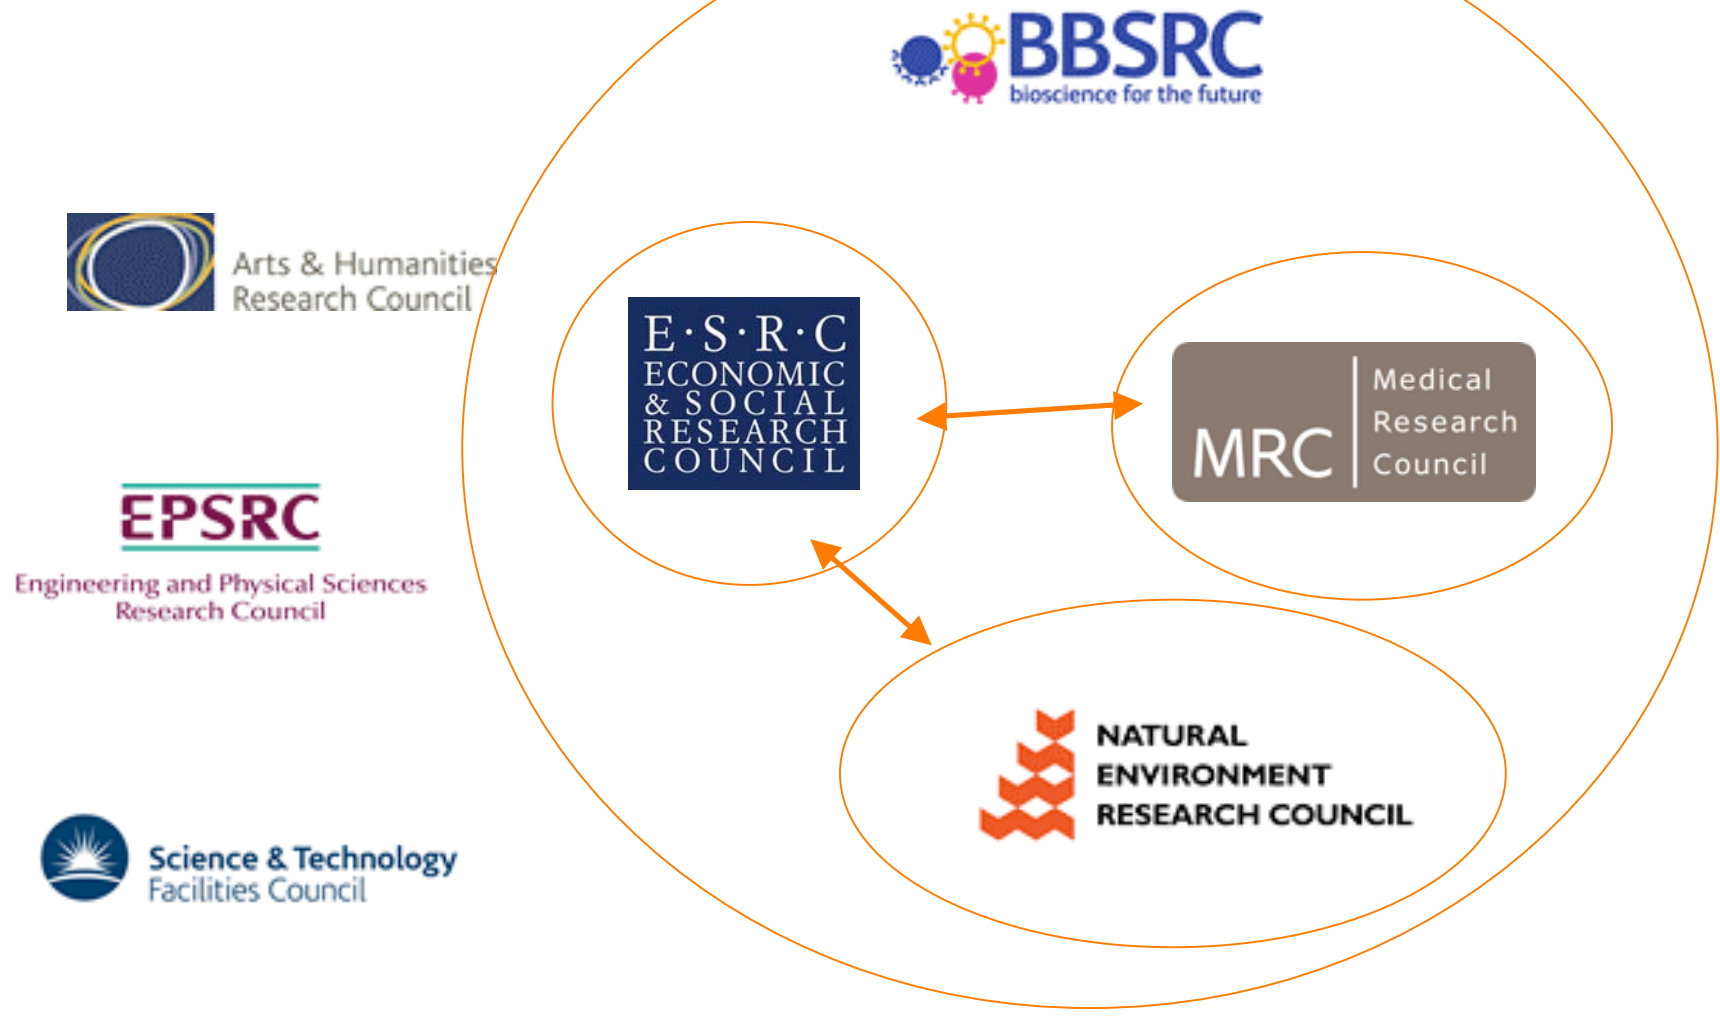 BBSRC
bioscience for the future
Arts & Humanities
Research Council
E·S·R·C
ECONOMIC
& SOCIAL
RESEARCH
COUNCIL
MRC
Medical
Research
Council
EPSRC
Engineering and Physical Sciences
Research Council
NATURAL
ENVIRONMENT
RESEARCH COUNCIL
Science & Technology
Facilities Council